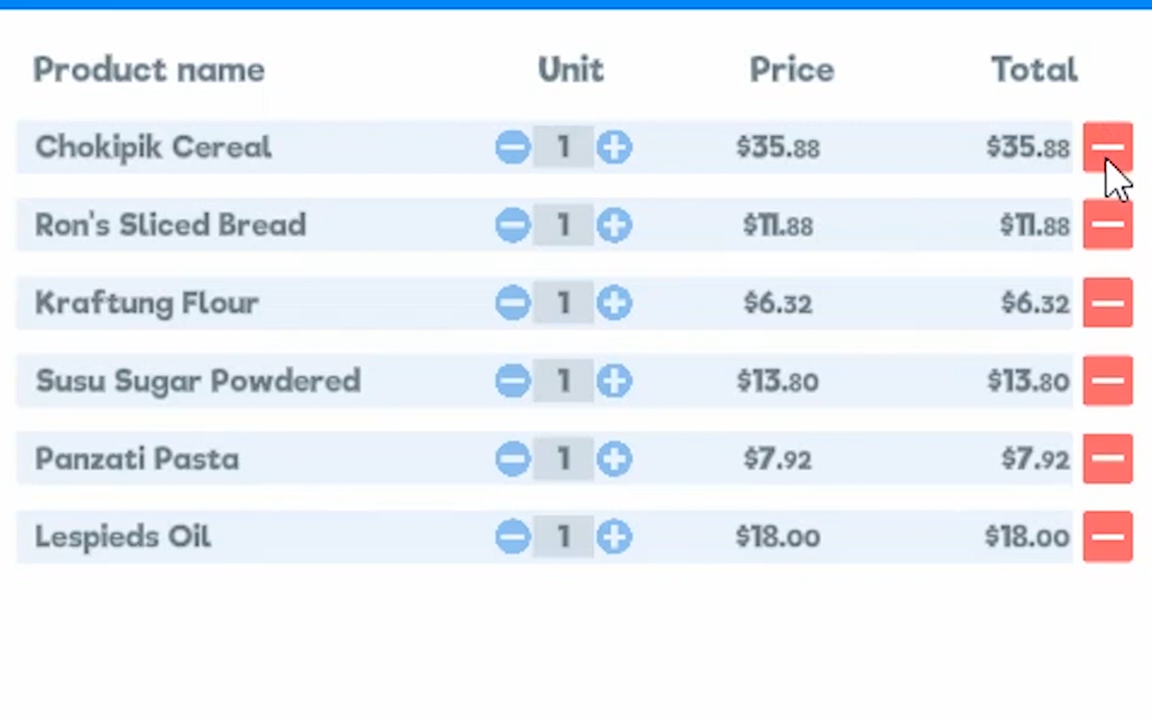 Product name Unit Price Total
Chokipik Cereal 1 $35.88 $35.88
Ron's Sliced Bread 1 $11.88 $11.88
Kraftung Flour 1 $6.32 $6.32
Susu Sugar Powdered 1 $13.80 $13.80
Panzati Pasta 1 $7.92 $7.92
Lespieds Oil 1 $18.00 $18.00